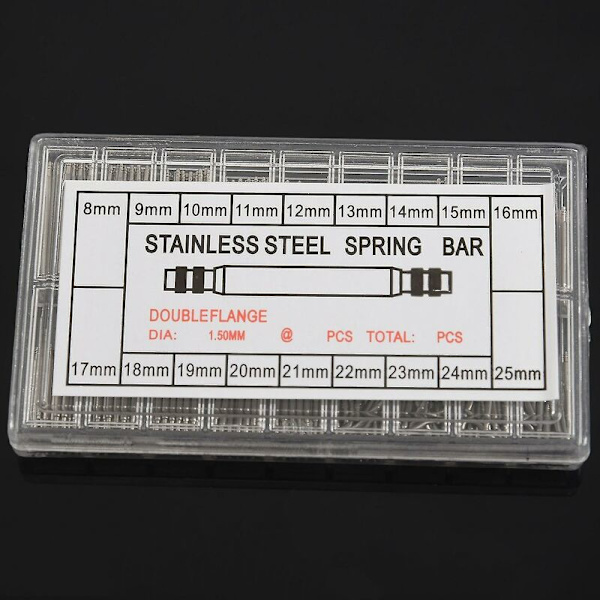 8mm 9mm 10mm 11mm 12mm 13mm 14mm 15mm 16mm
STAINLESS STEEL SPRING BAR
DOUBLEFLANGE
DIA: 1.50MM @ PCS TOTAL: PCS
17mm 18mm 19mm 20mm 21mm 22mm 23mm 24mm 25mm